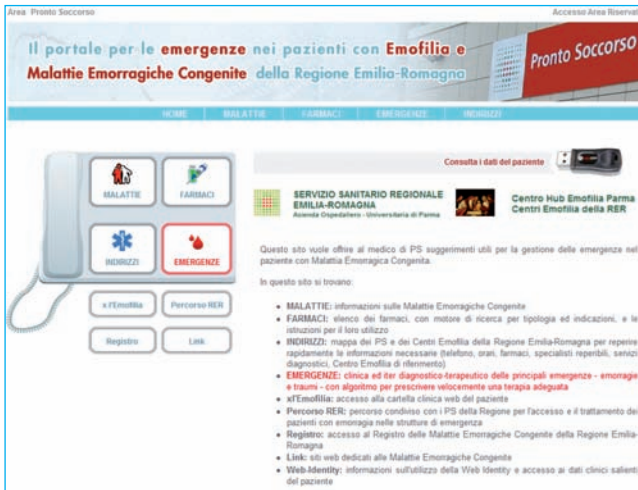 Area Pronto Soccorso
Accesso Area Riservat
Il portale per le emergenze nei pazienti con Emofilia e
Malattie Emorragiche Congenite della Regione Emilia-Romagna
Pronto Soccorso
HOME MALATTIE FARMACI EMERGENZE INDIRIZZI
Consulta i dati del paziente
MALATTIE FARMACI
INDIRIZZI EMERGENZE
x l'Emofilia Percorso RER
Registro Link
SERVIZIO SANITARIO REGIONALE
EMILIA-ROMAGNA
Azienda Ospedaliero - Universitaria di Parma
Centro Hub Emofilia Parma
Centri Emofilia della RER
Questo sito vuole offrire al medico di PS suggerimenti utili per la gestione delle emergenze nel
paziente con Malattia Emorragica Congenita.
In questo sito si trovano:
• MALATTIE: informazioni sulle Malattie Emorragiche Congenite
• FARMACI: elenco dei farmaci, con motore di ricerca per tipologia ed indicazioni, e le
istruzioni per il loro utilizzo
• INDIRIZZI: mappa dei PS e dei Centri Emofilia della Regione Emilia-Romagna per reperire
rapidamente le informazioni necessarie (telefono, orari, farmaci, specialisti reperibili, servizi
diagnostici, Centro Emofilia di riferimento)
• EMERGENZE: clinica ed iter diagnostico-terapeutico delle principali emergenze - emorragie
e traumi - con algoritmo per prescrivere velocemente una terapia adeguata
• xl'Emofilia: accesso alla cartella clinica web del paziente
• Percorso RER: percorso condiviso con i PS della Regione per l'accesso e il trattamento dei
pazienti con emorragia nelle strutture di emergenza
• Registro: accesso al Registro delle Malattie Emorragiche Congenite della Regione Emilia-
Romagna
• Link: siti web dedicati alle Malattie Emorragiche Congenite
• Web-Identity: informazioni sull'utilizzo della Web Identity e accesso ai dati clinici salienti
del paziente